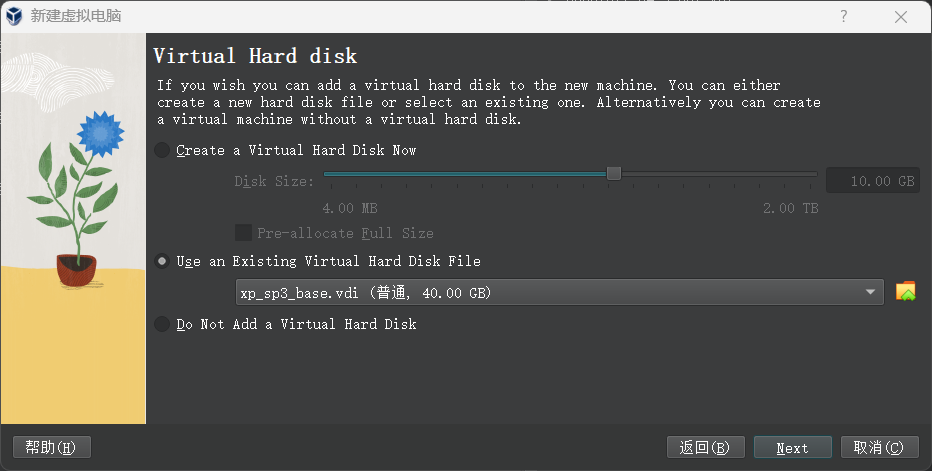 新建虚拟电脑
?
Virtual Hard disk
If you wish you can add a virtual hard disk to the new machine. You can either
create a new hard disk file or select an existing one. Alternatively you can create
a virtual machine without a virtual hard disk.
Create a Virtual Hard Disk Now
Disk Size:
10.00 GB
4.00 MB
2.00 TB
Pre-allocate Full Size
Use an Existing Virtual Hard Disk File
xp_sp3_base.vdi (普通, 40.00 GB)
Do Not Add a Virtual Hard Disk
帮助(H)
返回(B)
Next
取消(C)